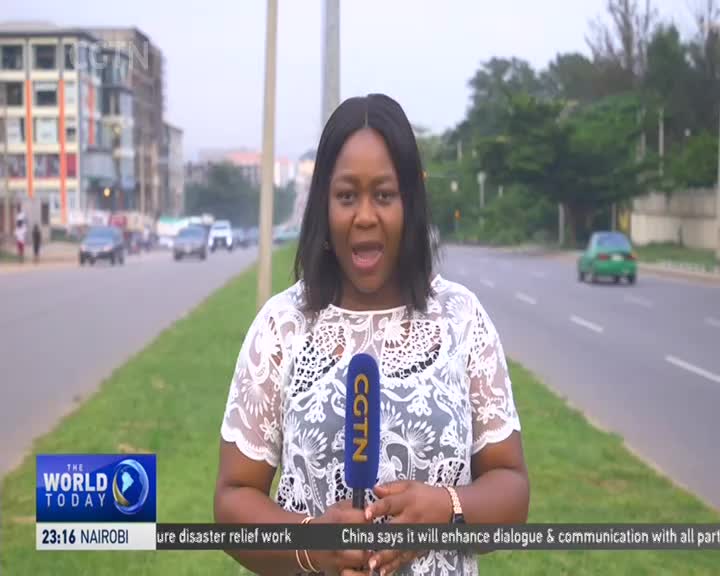 CGTN
CGTN
THE
WORLD
TODAY
23:16 NAIROBI
ure disaster relief work China says it will enhance dialogue & communication with all part